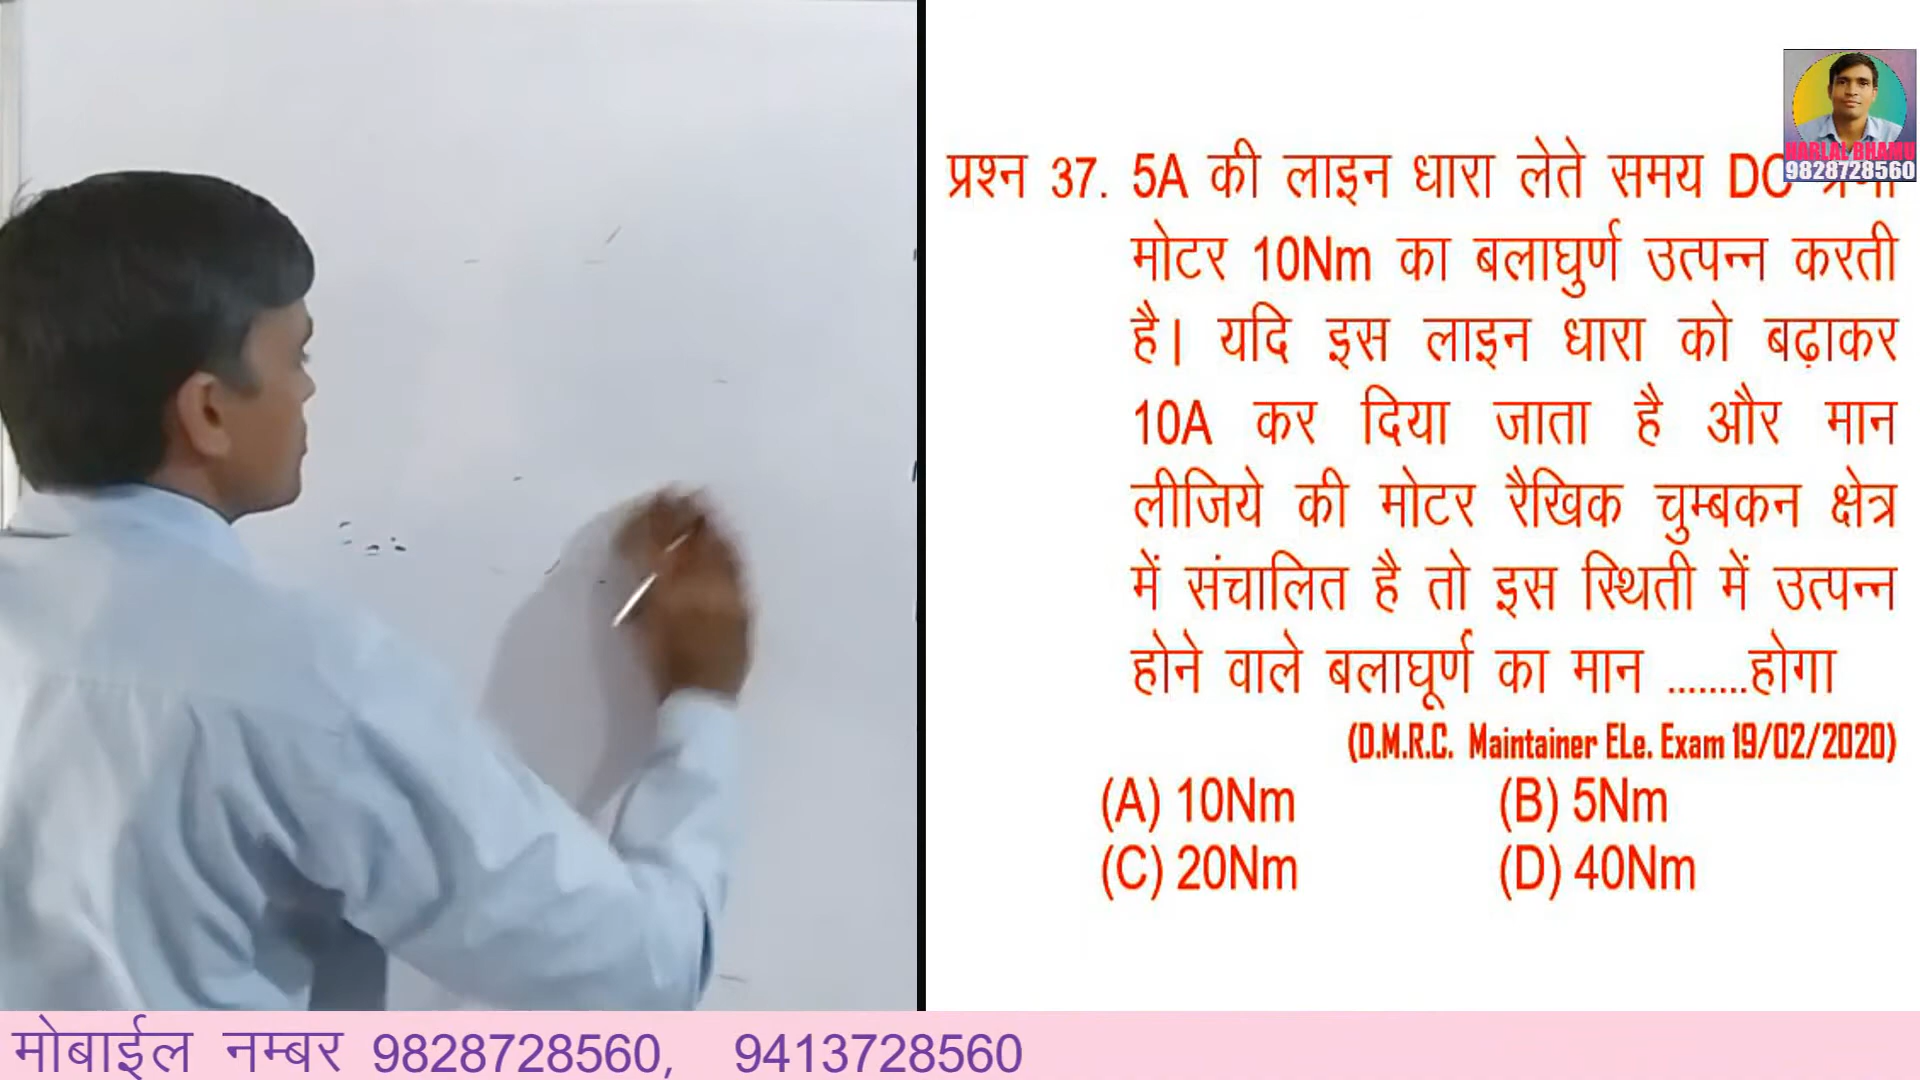 HARLAL BHAMU
9828728560
प्रश्न 37. 5A की लाइन धारा लेते समय DC
मोटर 10Nm का बलाघुर्ण उत्पन्न करती
है। यदि इस लाइन धारा को बढ़ाकर
10A कर दिया जाता है और मान
लीजिये की मोटर रैखिक चुम्बकन क्षेत्र
में संचालित है तो इस स्थिती में उत्पन्न
होने वाले बलाघूर्ण का मान ........होगा
(D.M.R.C. Maintainer ELe. Exam 19/02/2020)
(A) 10Nm (B) 5Nm
(C) 20Nm (D) 40Nm
मोबाईल नम्बर 9828728560, 9413728560